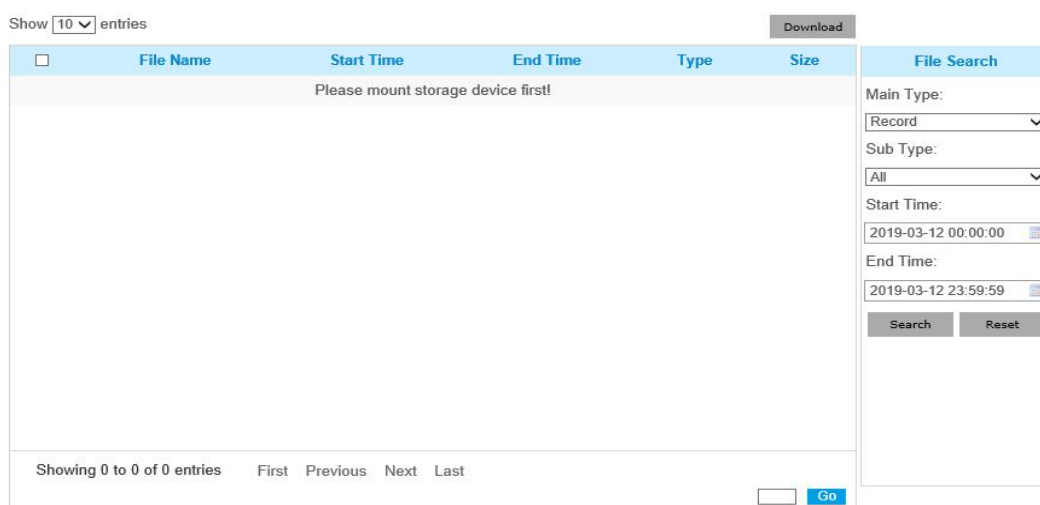 Show 10 entries
Download
File Name Start Time End Time Type Size
Please mount storage device first!
Showing 0 to 0 of 0 entries First Previous Next Last
Go
File Search
Main Type:
Record
Sub Type:
All
Start Time:
2019-03-12 00:00:00
End Time:
2019-03-12 23:59:59
Search Reset